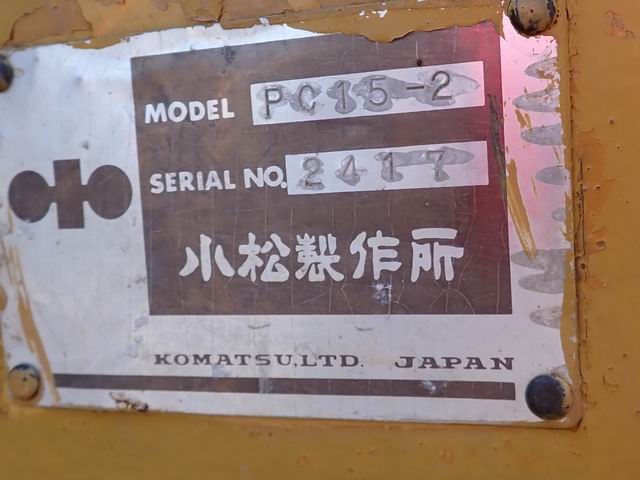 MODEL PC15-2
SERIAL NO. 2417
小松製作所
KOMATSU, LTD. JAPAN